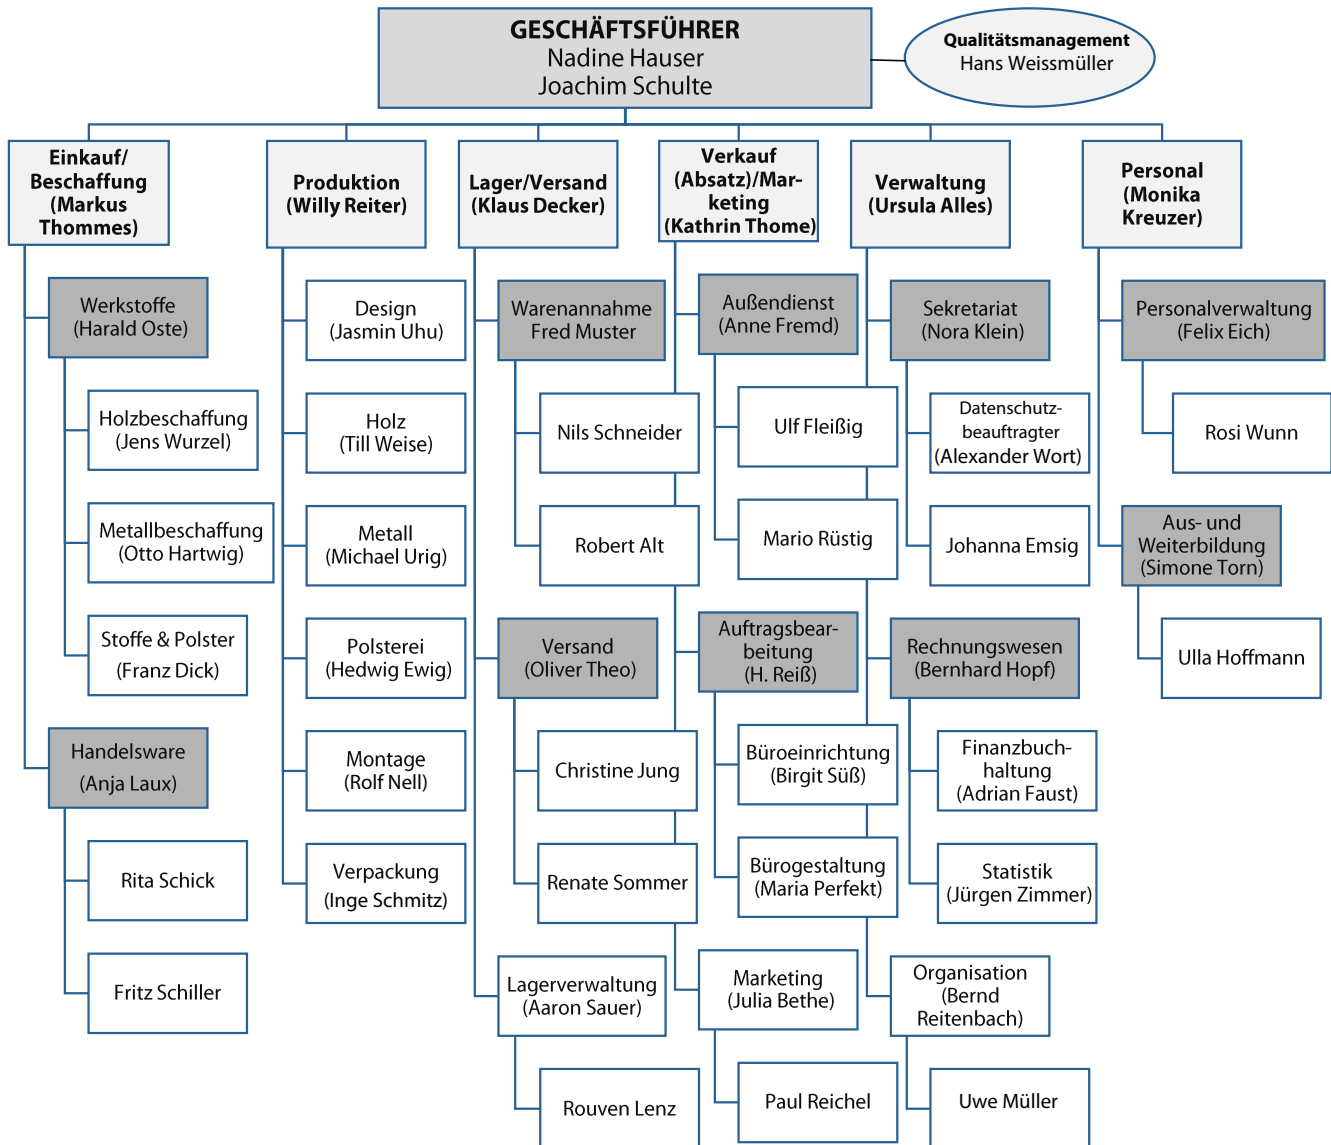 GESCHÄFTSFÜHRER
Nadine Hauser
Joachim Schulte
Qualitätsmanagement
Hans Weissmüller
Einkauf/
Beschaffung
(Markus
Thommes)
Werkstoffe
(Harald Oste)
Holzbeschaffung
(Jens Wurzel)
Metallbeschaffung
(Otto Hartwig)
Stoffe & Polster
(Franz Dick)
Handelsware
(Anja Laux)
Rita Schick
Fritz Schiller
Produktion
(Willy Reiter)
Design
(Jasmin Uhu)
Holz
(Till Weise)
Metall
(Michael Urig)
Polsterei
(Hedwig Ewig)
Montage
(Rolf Nell)
Verpackung
(Inge Schmitz)
Lager/Versand
(Klaus Decker)
Warenannahme
Fred Muster
Nils Schneider
Robert Alt
Versand
(Oliver Theo)
Christine Jung
Renate Sommer
Lagerverwaltung
(Aaron Sauer)
Rouven Lenz
Verkauf
(Absatz)/Mar-
keting
(Kathrin Thome)
Außendienst
(Anne Fremd)
Ulf Fleißig
Mario Rüstig
Auftragsbear-
beitung
(H. Reiß)
Büroeinrichtung
(Birgit Süß)
Bürogestaltung
(Maria Perfekt)
Marketing
(Julia Bethe)
Paul Reichel
Verwaltung
(Ursula Alles)
Sekretariat
(Nora Klein)
Datenschutz-
beauftragter
(Alexander Wort)
Johanna Emsig
Rechnungswesen
(Bernhard Hopf)
Finanzbuch-
haltung
(Adrian Faust)
Statistik
(Jürgen Zimmer)
Organisation
(Bernd
Reitenbach)
Uwe Müller
Personal
(Monika
Kreuzer)
Personalverwaltung
(Felix Eich)
Rosi Wunn
Aus- und
Weiterbildung
(Simone Torn)
Ulla Hoffmann